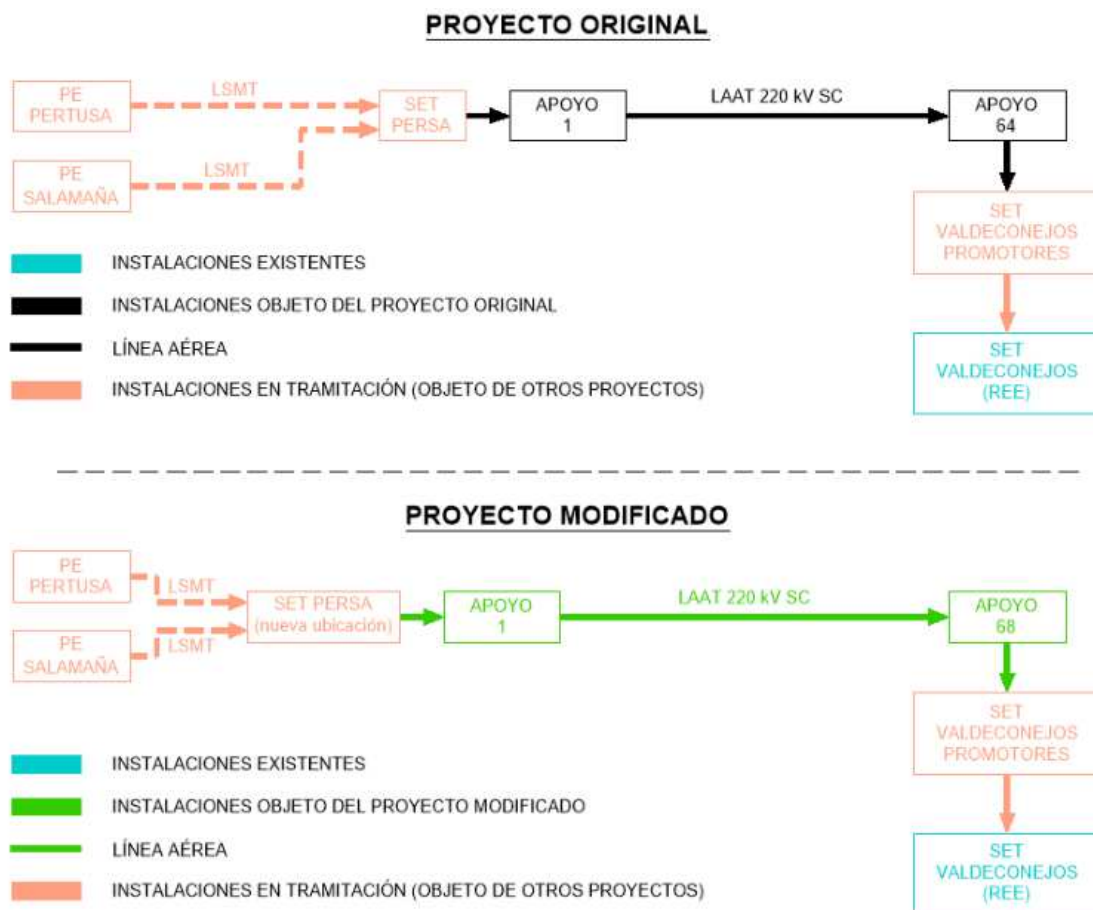 PROYECTO ORIGINAL
PE
PERTUSA
LSMT
SET
PERSA
APOYO
1
LAAT 220 kV SC
APOYO
64
PE
SALAMAÑA
LSMT
SET
VALDECONEJOS
PROMOTORES
SET
VALDECONEJOS
(REE)
INSTALACIONES EXISTENTES
INSTALACIONES OBJETO DEL PROYECTO ORIGINAL
LÍNEA AÉREA
INSTALACIONES EN TRAMITACIÓN (OBJETO DE OTROS PROYECTOS)
PROYECTO MODIFICADO
PE
PERTUSA
LSMT
SET PERSA
(nueva ubicación)
APOYO
1
LAAT 220 kV SC
APOYO
68
PE
SALAMAÑA
LSMT
SET
VALDECONEJOS
PROMOTORES
SET
VALDECONEJOS
(REE)
INSTALACIONES EXISTENTES
INSTALACIONES OBJETO DEL PROYECTO MODIFICADO
LÍNEA AÉREA
INSTALACIONES EN TRAMITACIÓN (OBJETO DE OTROS PROYECTOS)